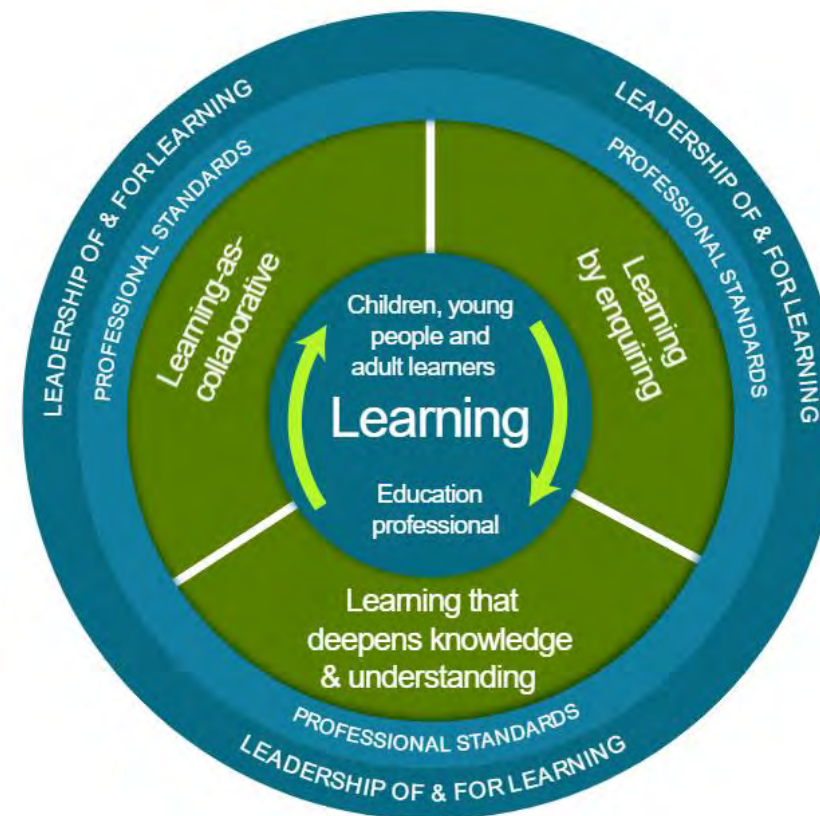 LEADERSHIP OF & FOR LEARNING
LEADERSHIP OF & FOR LEARNING
PROFESSIONAL STANDARDS
PROFESSIONAL STANDARDS
Learning-as-
collaborative
Learning
by enquiring
Children, young
people and
adult learners
Learning
Education
professional
Learning that
deepens knowledge
& understanding
PROFESSIONAL STANDARDS
LEADERSHIP OF & FOR LEARNING